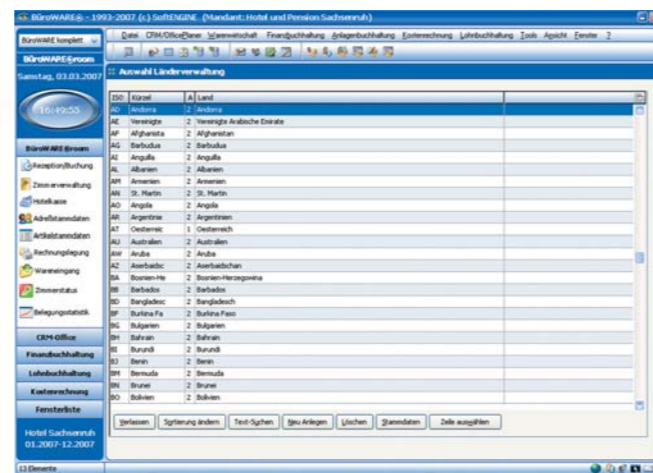 BüroWARE® - 1993-2007 (c) SoftENGINE (Mandant: Hotel und Pension Sachsenruh)
BüroWARE komplett
Datei CRM/OfficePlaner Warenwirtschaft Finanzbuchhaltung Anlagenbuchhaltung Kostenrechnung Lohnbuchhaltung Tools Ansicht Fenster ?
BüroWARE @room
Samstag, 03.03.2007
16:49:55
BüroWARE @room
Rezeption/Buchung
Zimmerverwaltung
Hotelkasse
Adreßstammdaten
Artikelstammdaten
Rechnungslegung
Wareneingang
Zimmerstatus
Belegungsstatistik
CRM-Office
Finanzbuchhaltung
Lohnbuchhaltung
Kostenrechnung
Fensterliste
Hotel Sachsenruh
01.2007-12.2007
Auswahl Länderverwaltung
ISO Kürzel A Land
AD Andorra 2 Andorra
AE Vereinigte 2 Vereinigte Arabische Emirate
AF Afghanista 2 Afghanistan
AG Barbudus 2 Barbudus
AI Anguilla 2 Anguilla
AL Albanien 2 Albanien
AM Armenien 2 Armenien
AN St. Martin 2 St. Martin
AO Angola 2 Angola
AR Argentinie 2 Argentinien
AT Oesterreic 1 Oesterreich
AU Australien 2 Australien
AW Aruba 2 Aruba
AZ Aserbaidsc 2 Aserbaidschan
BA Bosnien-He 2 Bosnien-Herzegowina
BB Barbados 2 Barbados
BD Bangladesc 2 Bangladesch
BF Burkina Fa 2 Burkina Faso
BG Bulgarien 2 Bulgarien
BH Bahrain 2 Bahrain
BI Burundi 2 Burundi
BJ Benin 2 Benin
BM Bermuda 2 Bermuda
BN Brunei 2 Brunei
BO Bolivien 2 Bolivien
Verlassen Sortierung ändern Text-Suchen Neu Anlegen Löschen Stammdaten Zeile auswählen
13 Elemente